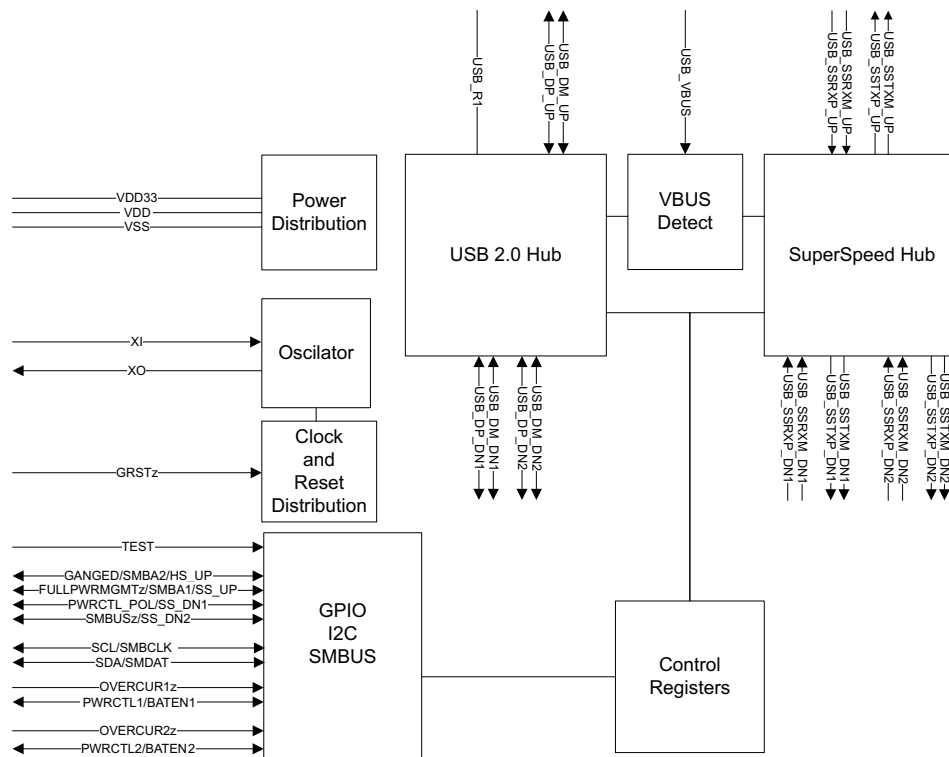 USB_R1
USB_DP_UP
USB_DM_UP
USB_VBUS
USB_SSRXP_UP
USB_SSRXM_UP
USB_SSTXP_UP
USB_SSTXM_UP
VDD33
VDD
VSS
Power
Distribution
USB 2.0 Hub
VBUS
Detect
SuperSpeed Hub
XI
XO
Oscilator
GRSTz
Clock
and
Reset
Distribution
USB_DP_DN1
USB_DM_DN1
USB_DP_DN2
USB_DM_DN2
USB_SSRXP_DN1
USB_SSRXM_DN1
USB_SSTXP_DN1
USB_SSTXM_DN1
USB_SSRXP_DN2
USB_SSRXM_DN2
USB_SSTXP_DN2
USB_SSTXM_DN2
TEST
GANGED/SMBA2/HS_UP
FULLPWRMGMTz/SMBA1/SS_UP
PWRCTL_POL/SS_DN1
SMBUSz/SS_DN2
SCL/SMBCLK
SDA/SMDAT
OVERCUR1z
PWRCTL1/BATEN1
OVERCUR2z
PWRCTL2/BATEN2
GPIO
I2C
SMBUS
Control
Registers